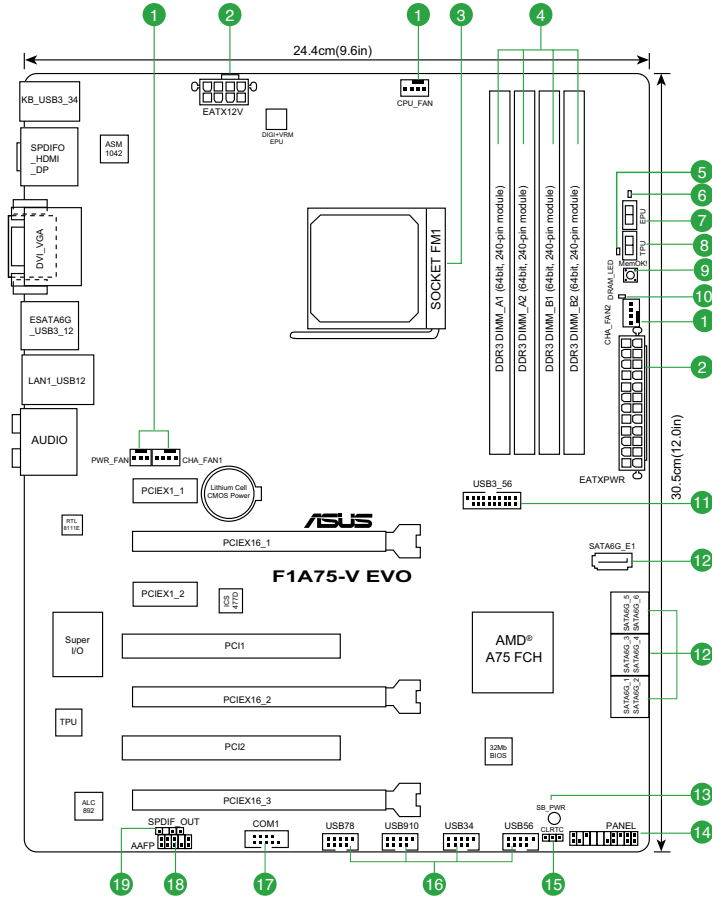 1
2
1
3
4
24.4cm(9.6in)
KB_USB3_34
EATX12V
CPU_FAN
DIGI+VRM
EPU
SPDIFO
_HDMI
_DP
ASM
1042
DVI_VGA
ESATA6G
_USB3_12
LAN1_USB12
AUDIO
SOCKET FM1
DDR3 DIMM_A1 (64bit, 240-pin module)
DDR3 DIMM_A2 (64bit, 240-pin module)
DDR3 DIMM_B1 (64bit, 240-pin module)
DDR3 DIMM_B2 (64bit, 240-pin module)
5
6
EPU
7
TPU
8
MemOK!
9
DRAM_LED
10
CHA_FAN2
1
2
30.5cm(12.0in)
EATXPWR
1
PWR_FAN
CHA_FAN1
PCIEX1_1
Lithium Cell
CMOS Power
USB3_56
11
RTL
8111E
ASUS
PCIEX16_1
SATA6G_E1
12
F1A75-V EVO
PCIEX1_2
ICS
477D
Super
I/O
PCI1
AMD®
A75 FCH
SATA6G_5
SATA6G_6
SATA6G_3
SATA6G_4
12
SATA6G_1
SATA6G_2
PCIEX16_2
TPU
PCI2
32Mb
BIOS
ALC
892
PCIEX16_3
SB_PWR
13
SPDIF_OUT
AAFP
COM1
USB78
USB910
USB34
USB56
CLRTC
PANEL
14
19
18
17
16
15